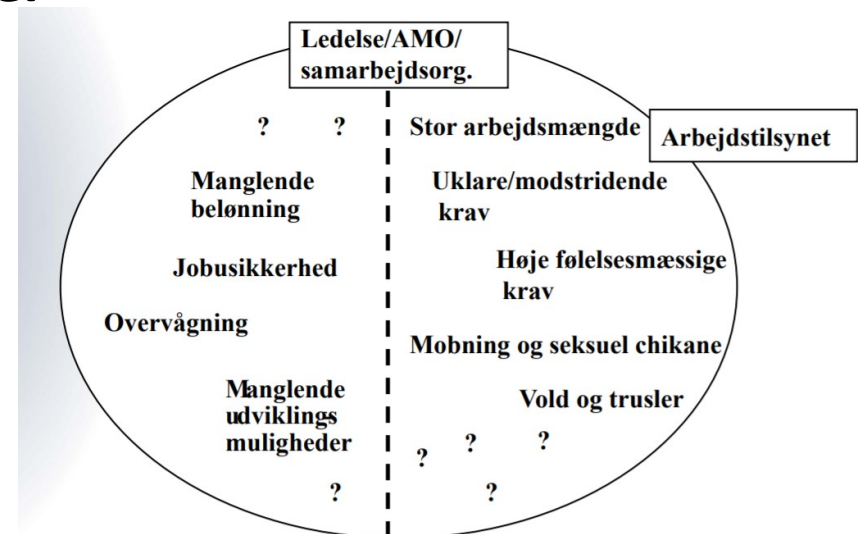 Ledelse/AMO/
samarbejdsorg.
? ?
Stor arbejdsmængde
Arbejdstilsynet
Manglende
belønning
Uklare/modstridende
krav
Jobusikkerhed
Høje følelsesmæssige
krav
Overvågning
Mobning og seksuel chikane
Manglende
udviklings-
muligheder
Vold og trusler
? ? ?
? ?